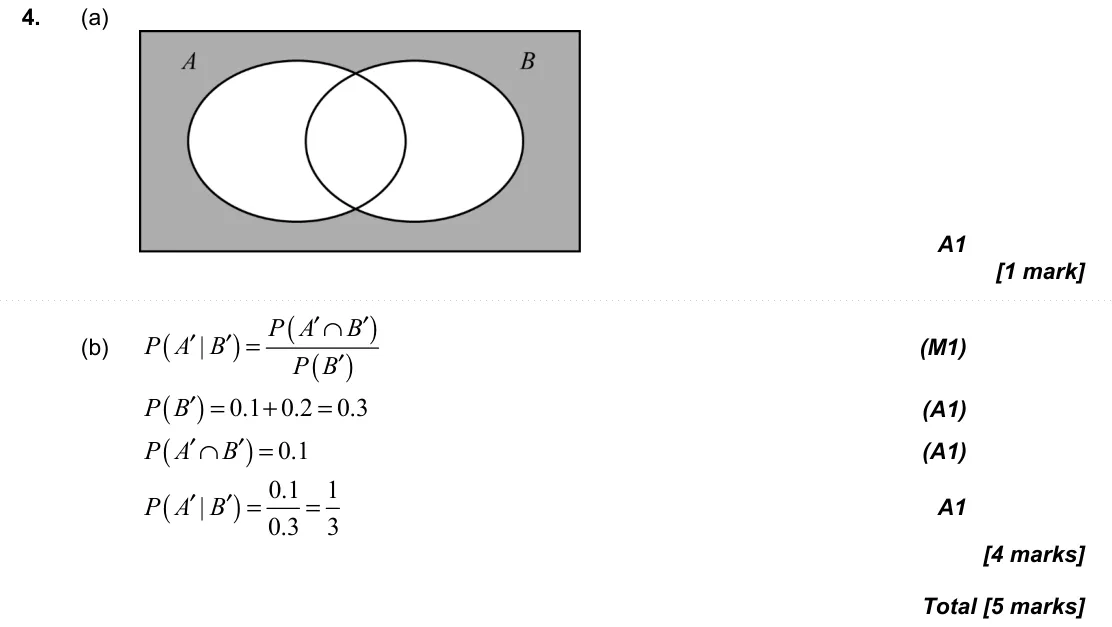 4. (a)
A B
A1
[1 mark]
(b) P(A′ | B′) = P(A′ ∩ B′) / P(B′) (M1)
P(B′) = 0.1 + 0.2 = 0.3 (A1)
P(A′ ∩ B′) = 0.1 (A1)
P(A′ | B′) = 0.1 / 0.3 = 1 / 3 A1
[4 marks]
Total [5 marks]